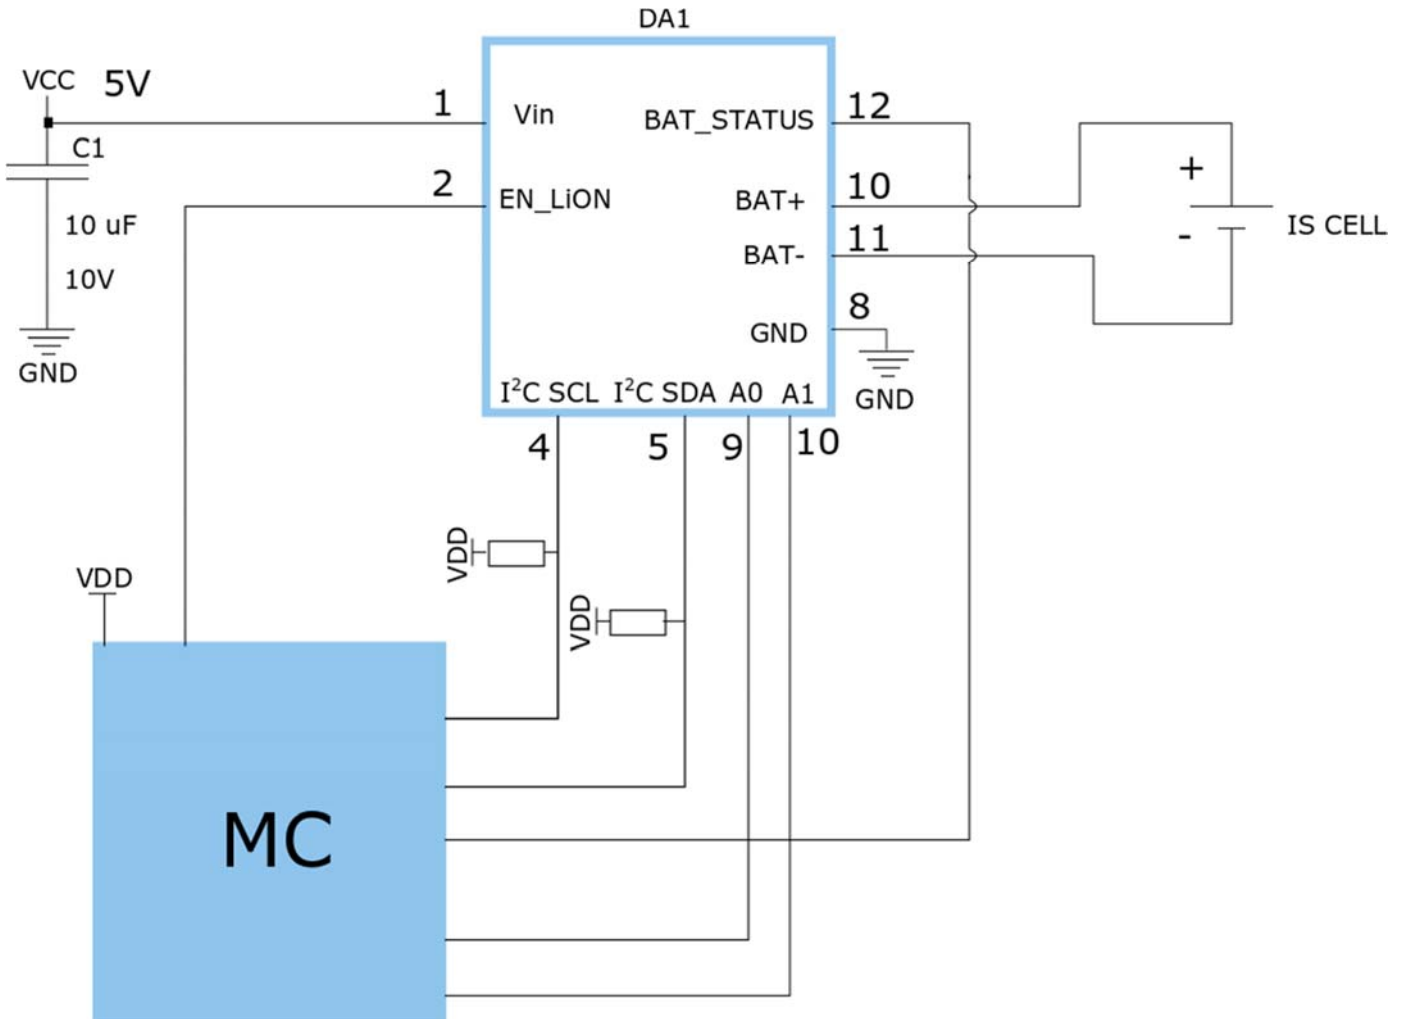 DA1
VCC 5V
1
Vin
BAT_STATUS
12
C1
2
EN_LiON
BAT+
10
+
10 uF
BAT-
11
-
IS CELL
10V
GND
8
GND
GND
I²C SCL I²C SDA A0 A1
4
5
9
10
VDD
VDD
VDD
MC